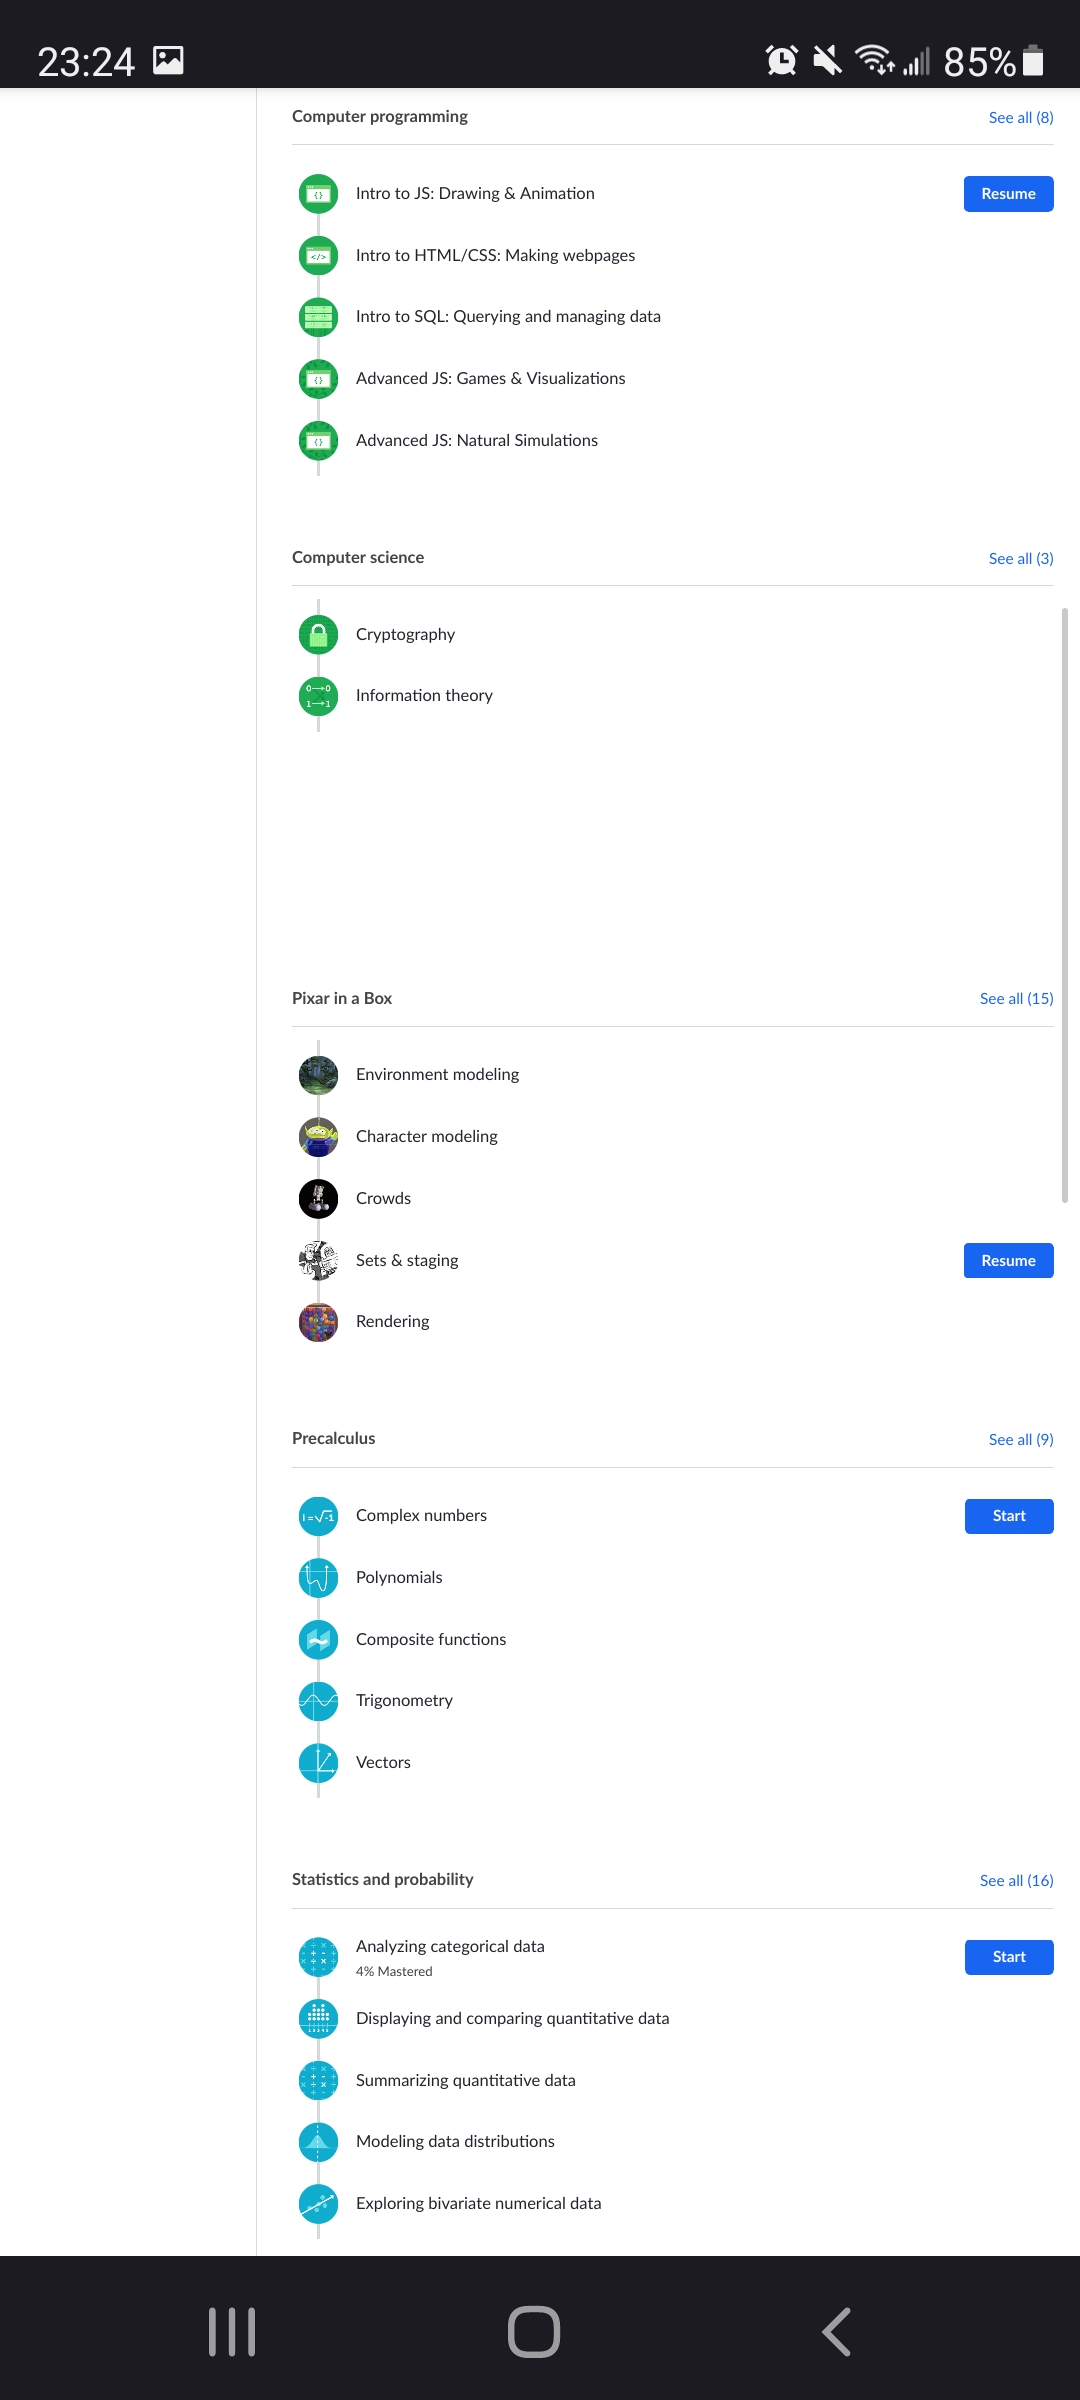 23:24
85%
Computer programming
See all (8)
Intro to JS: Drawing & Animation
Resume
Intro to HTML/CSS: Making webpages
Intro to SQL: Querying and managing data
Advanced JS: Games & Visualizations
Advanced JS: Natural Simulations
Computer science
See all (3)
Cryptography
Information theory
Pixar in a Box
See all (15)
Environment modeling
Character modeling
Crowds
Sets & staging
Resume
Rendering
Precalculus
See all (9)
i=√-1
Complex numbers
Start
Polynomials
Composite functions
Trigonometry
Vectors
Statistics and probability
See all (16)
Analyzing categorical data
4% Mastered
Start
Displaying and comparing quantitative data
Summarizing quantitative data
Modeling data distributions
Exploring bivariate numerical data